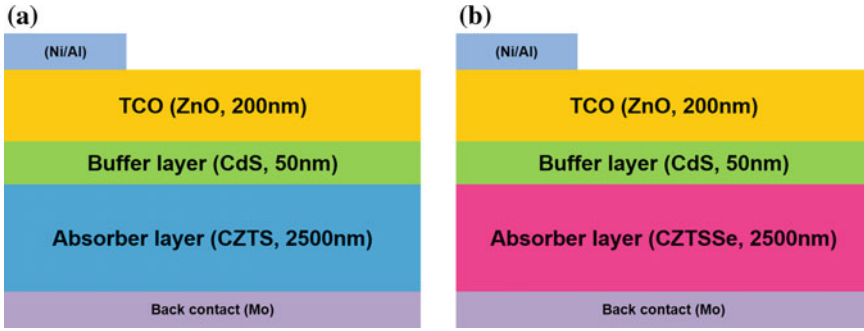 (a)
(Ni/Al)
TCO (ZnO, 200nm)
Buffer layer (CdS, 50nm)
Absorber layer (CZTS, 2500nm)
Back contact (Mo)
(b)
(Ni/Al)
TCO (ZnO, 200nm)
Buffer layer (CdS, 50nm)
Absorber layer (CZTSSe, 2500nm)
Back contact (Mo)